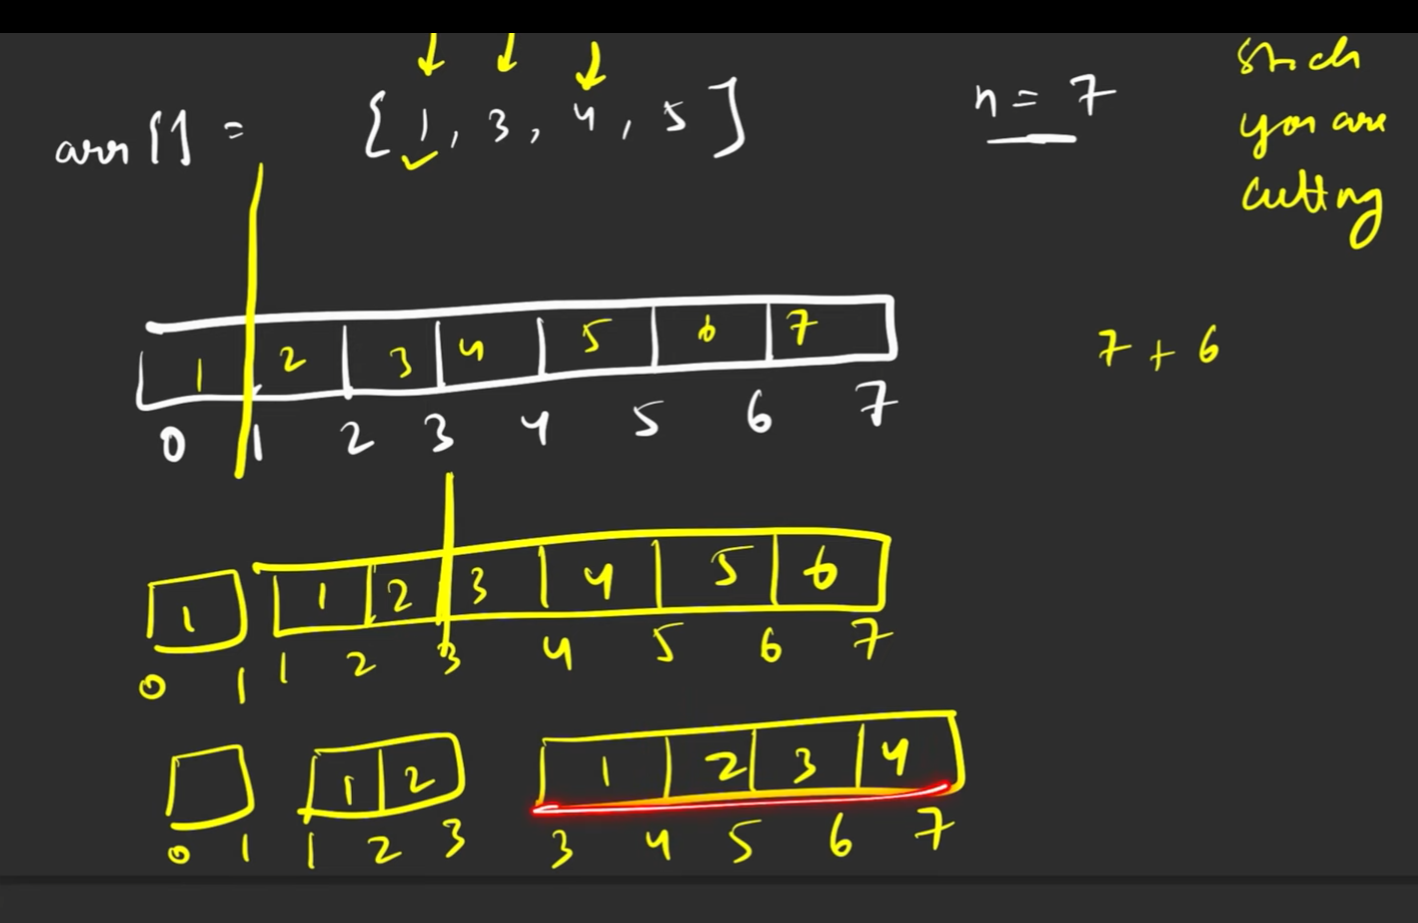 stick
arr [] = { 1, 3, 4, 5 ] n = 7
you are
cutting
1 2 3 4 5 6 7
7 + 6
0 1 2 3 4 5 6 7
1 1 2 3 4 5 6
0 1 1 2 3 4 5 6 7
1 2 1 2 3 4
0 1 1 2 3 3 4 5 6 7